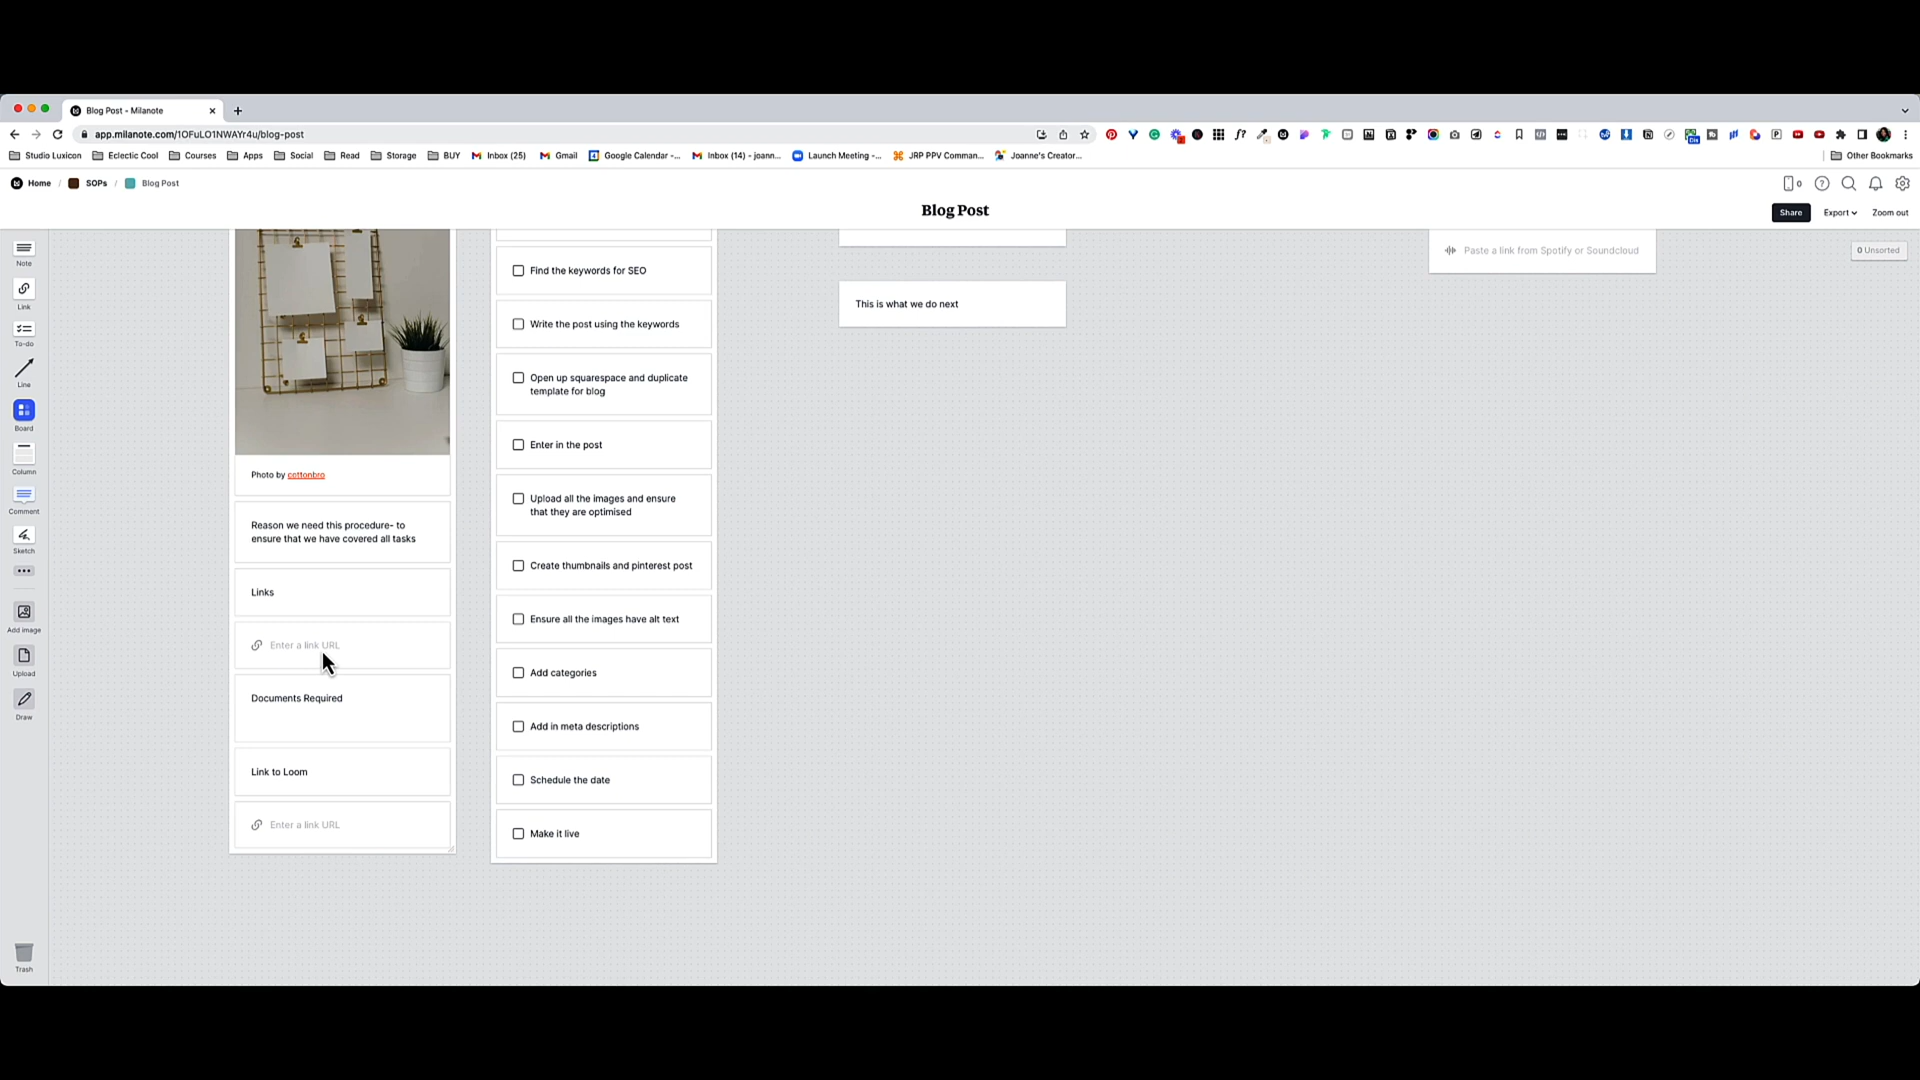 Blog Post - Milanote
app.milanote.com/1OFuLO1NWAYr4u/blog-post
Studio Luxicon
Eclectic Cool
Courses
Apps
Social
Read
Storage
BUY
Inbox (25)
Gmail
Google Calendar -...
Inbox (14) - joann...
Launch Meeting -...
JRP PPV Comman...
Joanne's Creator...
Other Bookmarks
Home / SOPs / Blog Post
0
Blog Post
Share
Export
Zoom out
Note
Link
To-do
Line
Board
Column
Comment
Sketch
Add image
Upload
Draw
Trash
Photo by cottonbro
Reason we need this procedure- to
ensure that we have covered all tasks
Links
Enter a link URL
Documents Required
Link to Loom
Enter a link URL
Find the keywords for SEO
Write the post using the keywords
Open up squarespace and duplicate
template for blog
Enter in the post
Upload all the images and ensure
that they are optimised
Create thumbnails and pinterest post
Ensure all the images have alt text
Add categories
Add in meta descriptions
Schedule the date
Make it live
This is what we do next
Paste a link from Spotify or Soundcloud
0 Unsorted